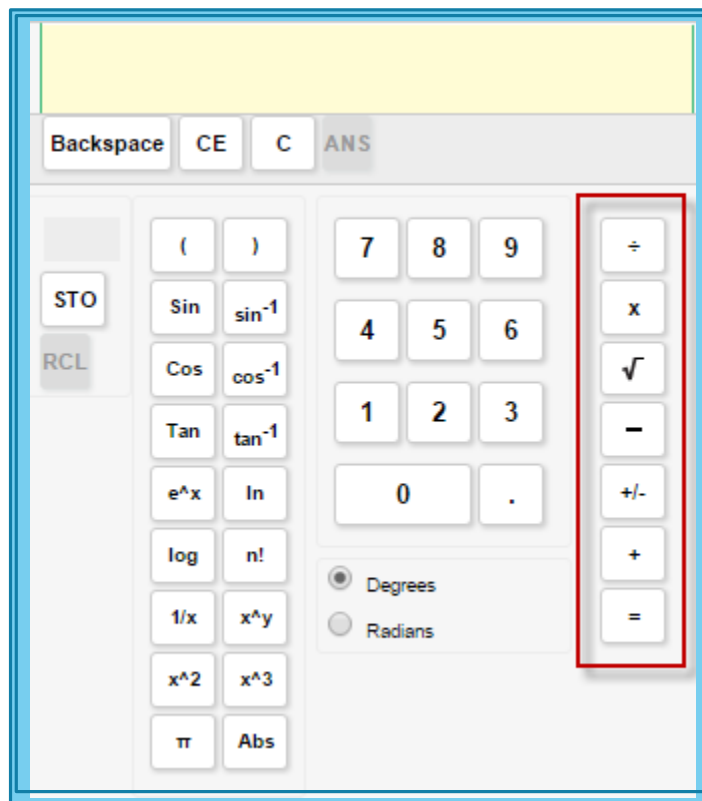 Backspace CE C ANS
( ) 7 8 9 ÷
STO Sin sin-1 4 5 6 x
RCL Cos cos-1 √
Tan tan-1 1 2 3 −
e^x ln 0 . +/-
log n! +
Degrees
1/x x^y =
Radians
x^2 x^3
π Abs